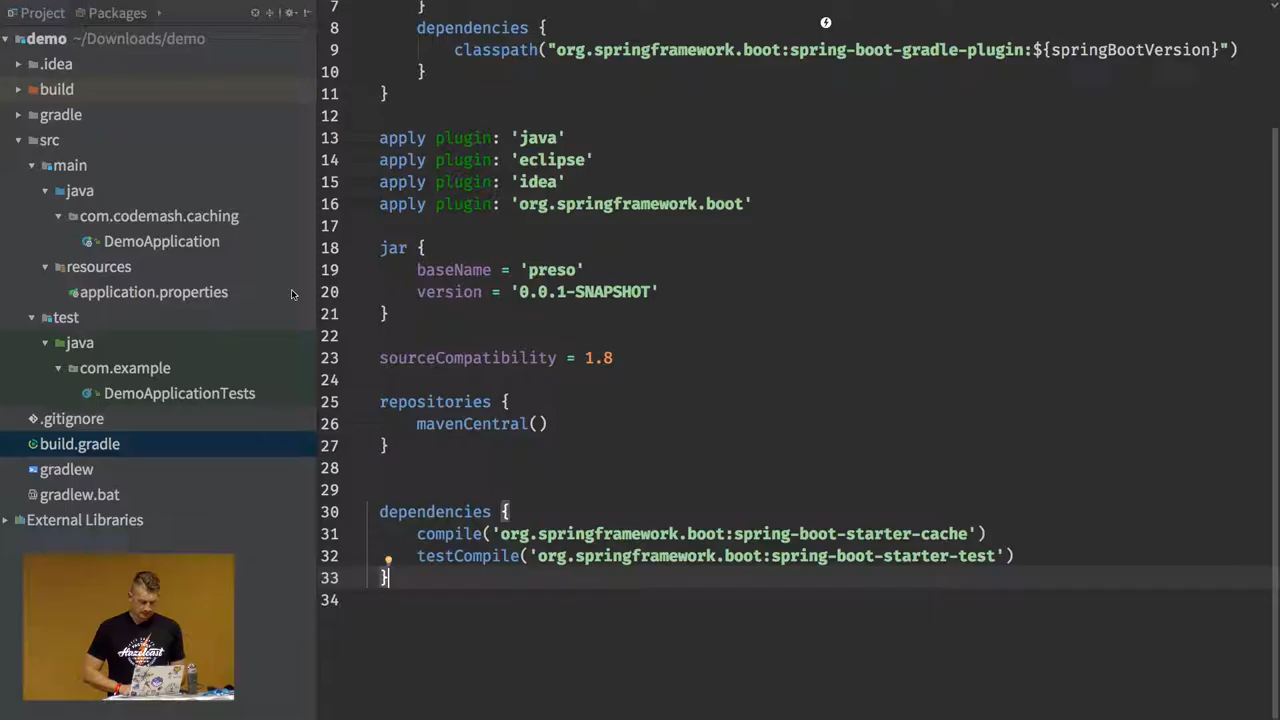 Project Packages
demo ~/Downloads/demo
.idea
build
gradle
src
main
java
com.codemash.caching
DemoApplication
resources
application.properties
test
java
com.example
DemoApplicationTests
.gitignore
build.gradle
gradlew
gradlew.bat
External Libraries
7 }
8 dependencies {
9 classpath("org.springframework.boot:spring-boot-gradle-plugin:${springBootVersion}")
10 }
11 }
12
13 apply plugin: 'java'
14 apply plugin: 'eclipse'
15 apply plugin: 'idea'
16 apply plugin: 'org.springframework.boot'
17
18 jar {
19 baseName = 'preso'
20 version = '0.0.1-SNAPSHOT'
21 }
22
23 sourceCompatibility = 1.8
24
25 repositories {
26 mavenCentral()
27 }
28
29
30 dependencies {
31 compile('org.springframework.boot:spring-boot-starter-cache')
32 testCompile('org.springframework.boot:spring-boot-starter-test')
33 }
34
Hazelcast